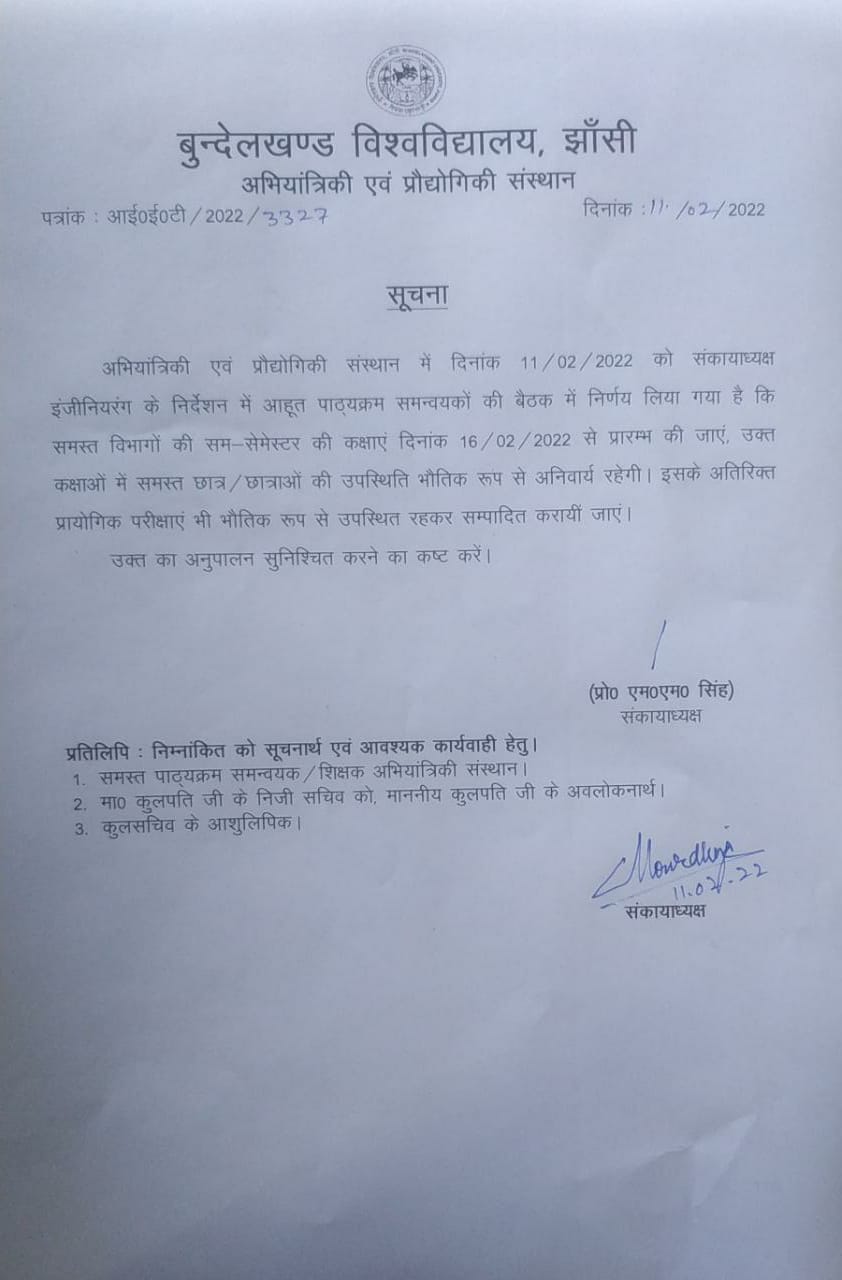 बुन्देलखण्ड विश्वविद्यालय, झाँसी
अभियांत्रिकी एवं प्रौद्योगिकी संस्थान
पत्रांक : आई0ई0टी / 2022 / 3327 दिनांक : 11. / 02 / 2022
सूचना
अभियांत्रिकी एवं प्रौद्योगिकी संस्थान में दिनांक 11/02/2022 को संकायाध्यक्ष
इंजीनियरंग के निर्देशन में आहूत पाठ्यक्रम समन्वयकों की बैठक में निर्णय लिया गया है कि
समस्त विभागों की सम–सेमेस्टर की कक्षाएं दिनांक 16/02/2022 से प्रारम्भ की जाएं, उक्त
कक्षाओं में समस्त छात्र/छात्राओं की उपस्थिति भौतिक रूप से अनिवार्य रहेगी। इसके अतिरिक्त
प्रायोगिक परीक्षाएं भी भौतिक रूप से उपस्थित रहकर सम्पादित करायीं जाएं।
उक्त का अनुपालन सुनिश्चित करने का कष्ट करें।
(प्रो0 एम0एम0 सिंह)
संकायाध्यक्ष
प्रतिलिपि : निम्नांकित को सूचनार्थ एवं आवश्यक कार्यवाही हेतु।
1. समस्त पाठ्यक्रम समन्वयक/शिक्षक अभियांत्रिकी संस्थान।
2. मा0 कुलपति जी के निजी सचिव को, माननीय कुलपति जी के अवलोकनार्थ।
3. कुलसचिव के आशुलिपिक।
11.02.22
संकायाध्यक्ष